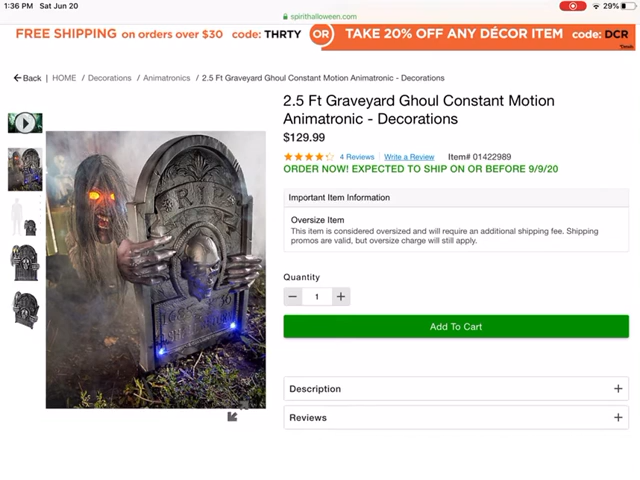 1:36 PM Sat Jun 20
29%
spirithalloween.com
FREE SHIPPING on orders over $30 code: THRTY OR TAKE 20% OFF ANY DÉCOR ITEM code: DCR
Back | HOME / Decorations / Animatronics / 2.5 Ft Graveyard Ghoul Constant Motion Animatronic - Decorations
2.5 Ft Graveyard Ghoul Constant Motion
Animatronic - Decorations
$129.99
4 Reviews Write a Review Item# 01422989
ORDER NOW! EXPECTED TO SHIP ON OR BEFORE 9/9/20
Important Item Information
Oversize Item
This item is considered oversized and will require an additional shipping fee. Shipping
promos are valid, but oversize charge will still apply.
Quantity
− 1 +
Add To Cart
Description +
Reviews +